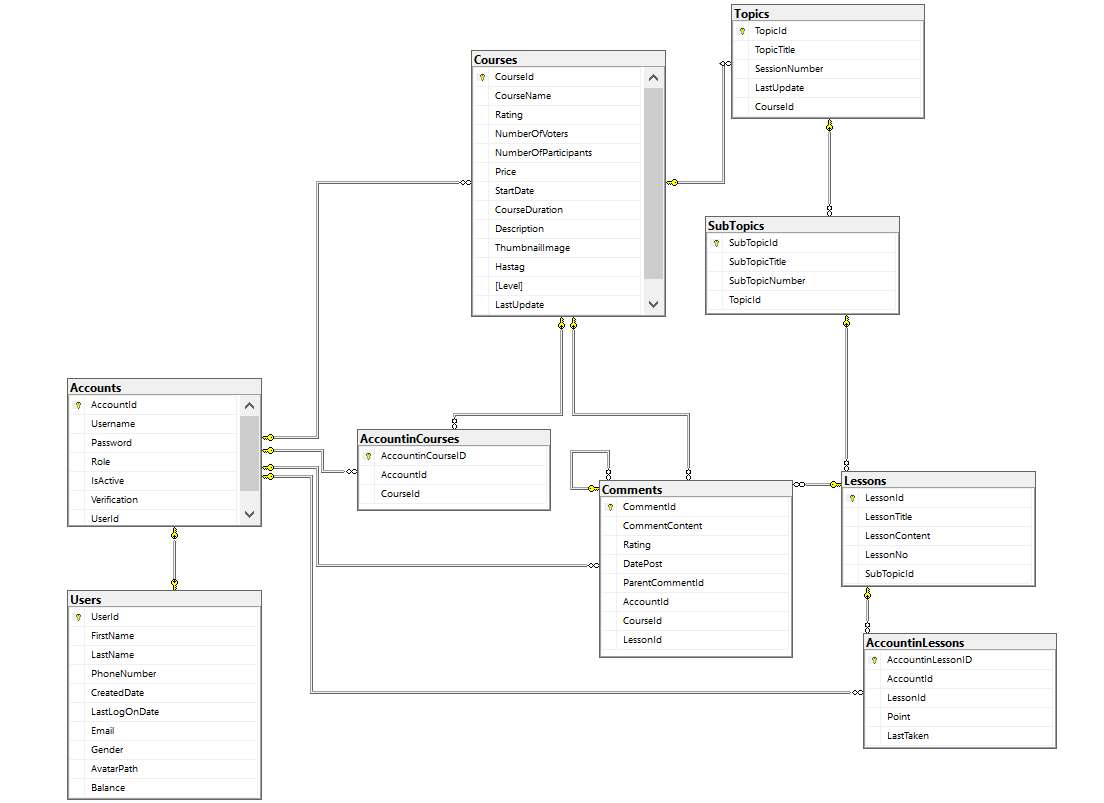 Topics
TopicId
TopicTitle
SessionNumber
LastUpdate
CourseId
Courses
CourseId
CourseName
Rating
NumberOfVoters
NumberOfParticipants
Price
StartDate
CourseDuration
Description
ThumbnailImage
Hastag
[Level]
LastUpdate
SubTopics
SubTopicId
SubTopicTitle
SubTopicNumber
TopicId
Accounts
AccountId
Username
Password
Role
IsActive
Verification
UserId
AccountinCourses
AccountinCourseID
AccountId
CourseId
Comments
CommentId
CommentContent
Rating
DatePost
ParentCommentId
AccountId
CourseId
LessonId
Lessons
LessonId
LessonTitle
LessonContent
LessonNo
SubTopicId
Users
UserId
FirstName
LastName
PhoneNumber
CreatedDate
LastLogOnDate
Email
Gender
AvatarPath
Balance
AccountinLessons
AccountinLessonID
AccountId
LessonId
Point
LastTaken